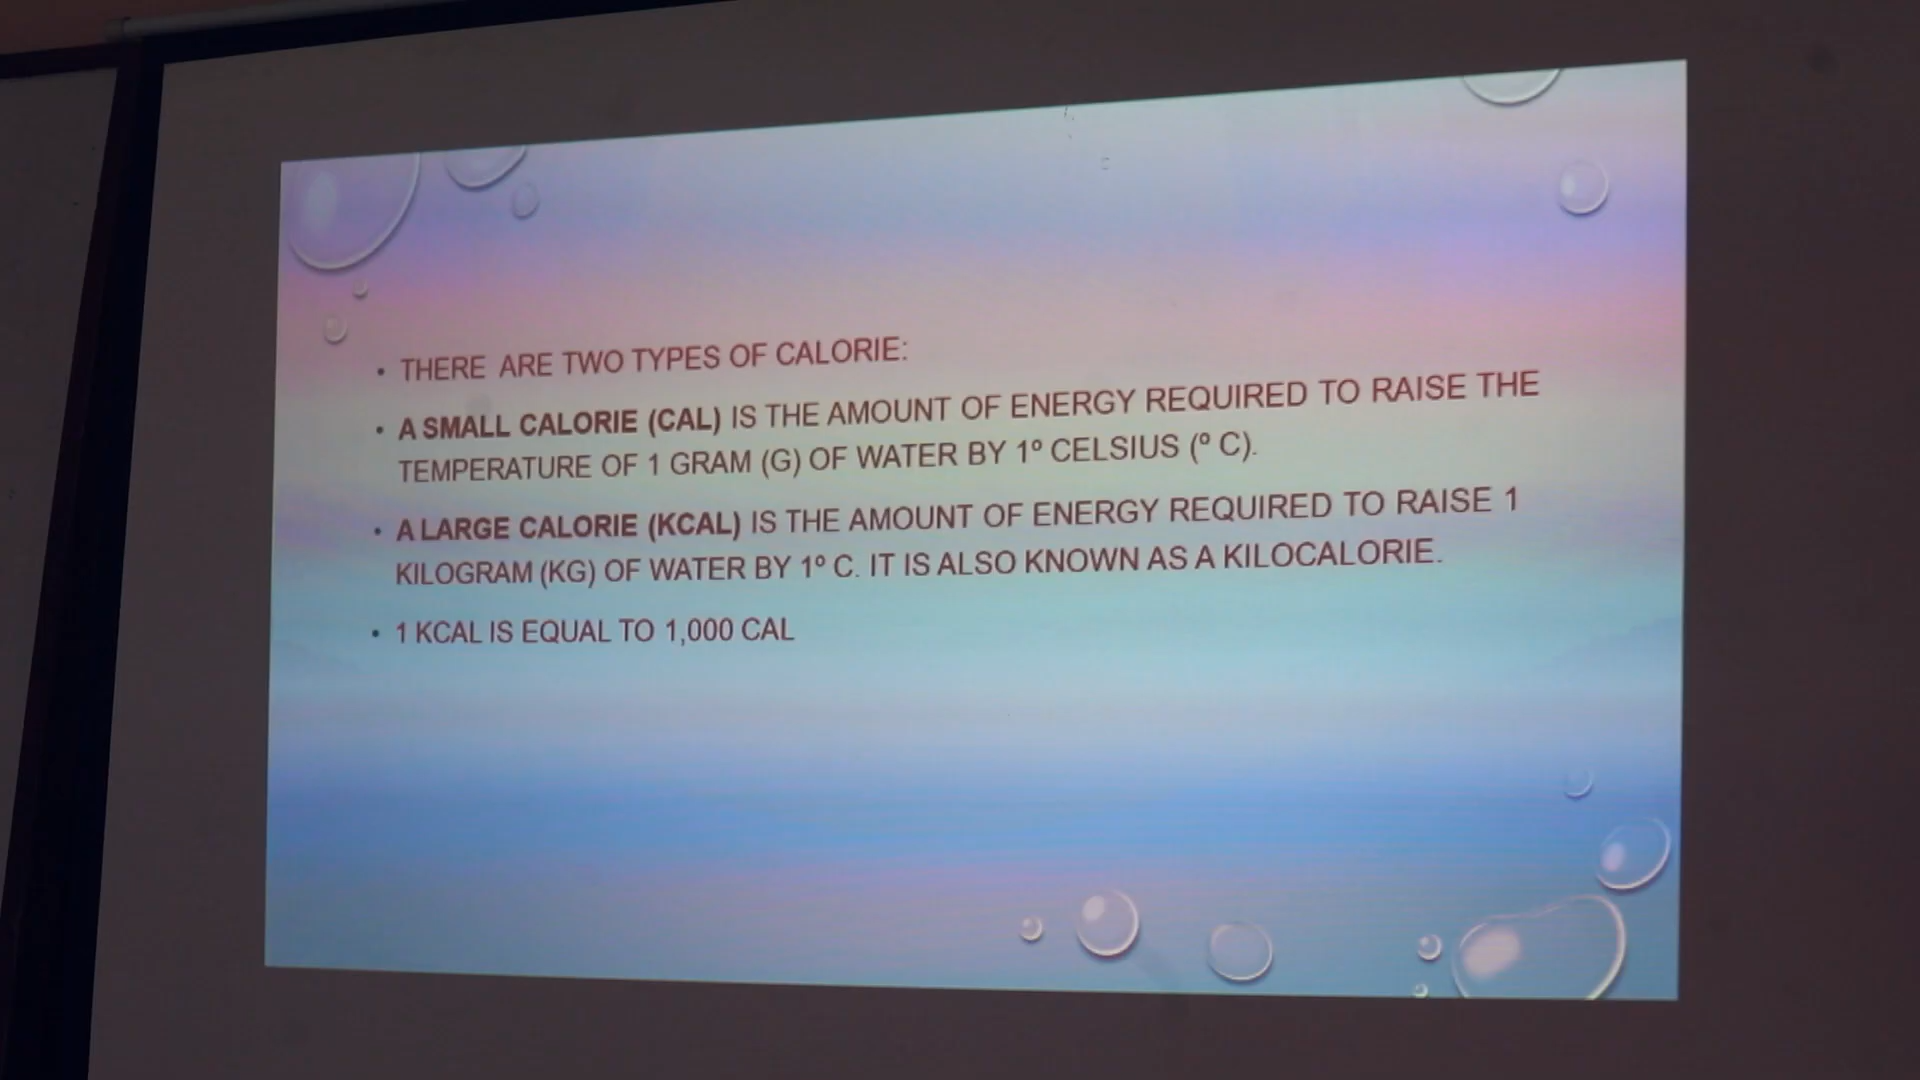 • THERE ARE TWO TYPES OF CALORIE:
• A SMALL CALORIE (CAL) IS THE AMOUNT OF ENERGY REQUIRED TO RAISE THE
TEMPERATURE OF 1 GRAM (G) OF WATER BY 1º CELSIUS (º C).
• A LARGE CALORIE (KCAL) IS THE AMOUNT OF ENERGY REQUIRED TO RAISE 1
KILOGRAM (KG) OF WATER BY 1º C. IT IS ALSO KNOWN AS A KILOCALORIE.
• 1 KCAL IS EQUAL TO 1,000 CAL